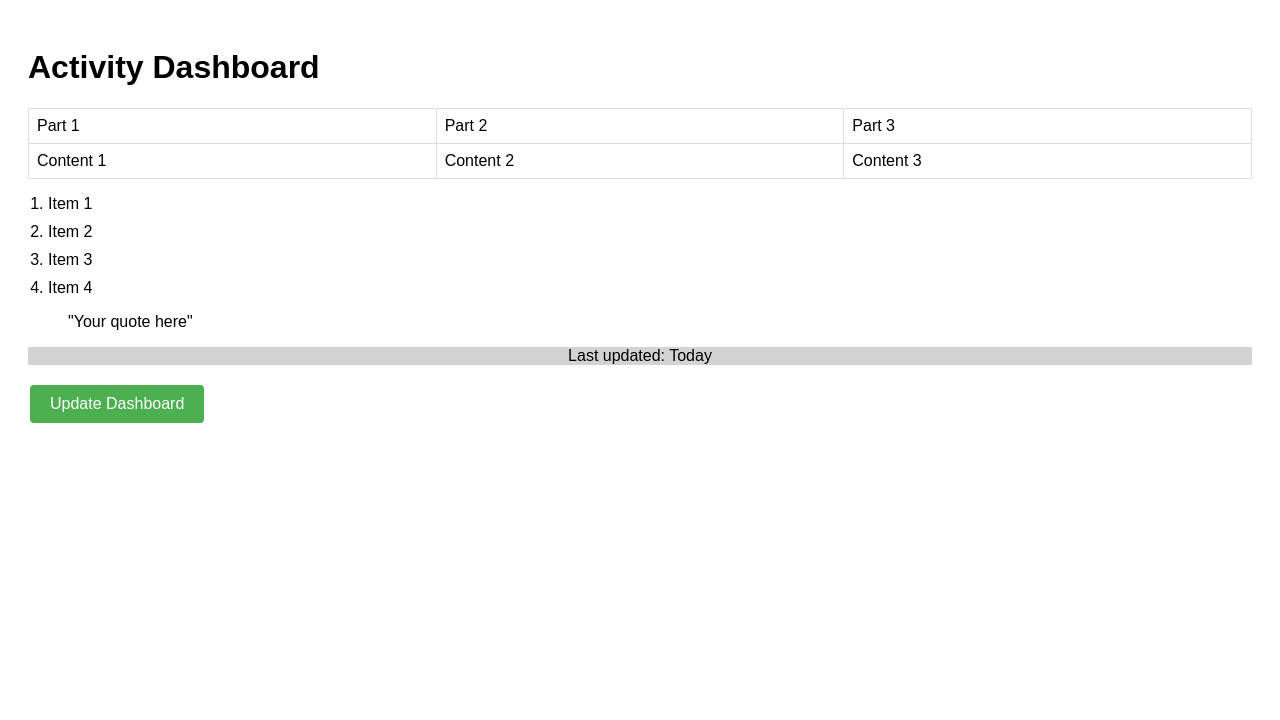 Activity Dashboard
Part 1 Part 2 Part 3
Content 1 Content 2 Content 3
1. Item 1
2. Item 2
3. Item 3
4. Item 4
"Your quote here"
Last updated: Today
Update Dashboard